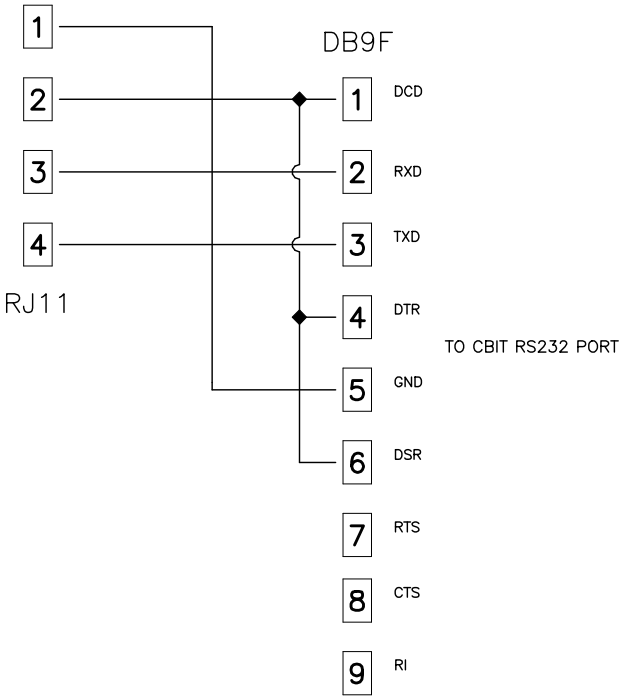 1
DB9F
2
1 DCD
3
2 RXD
4
3 TXD
RJ11
4 DTR
TO CBIT RS232 PORT
5 GND
6 DSR
7 RTS
8 CTS
9 RI